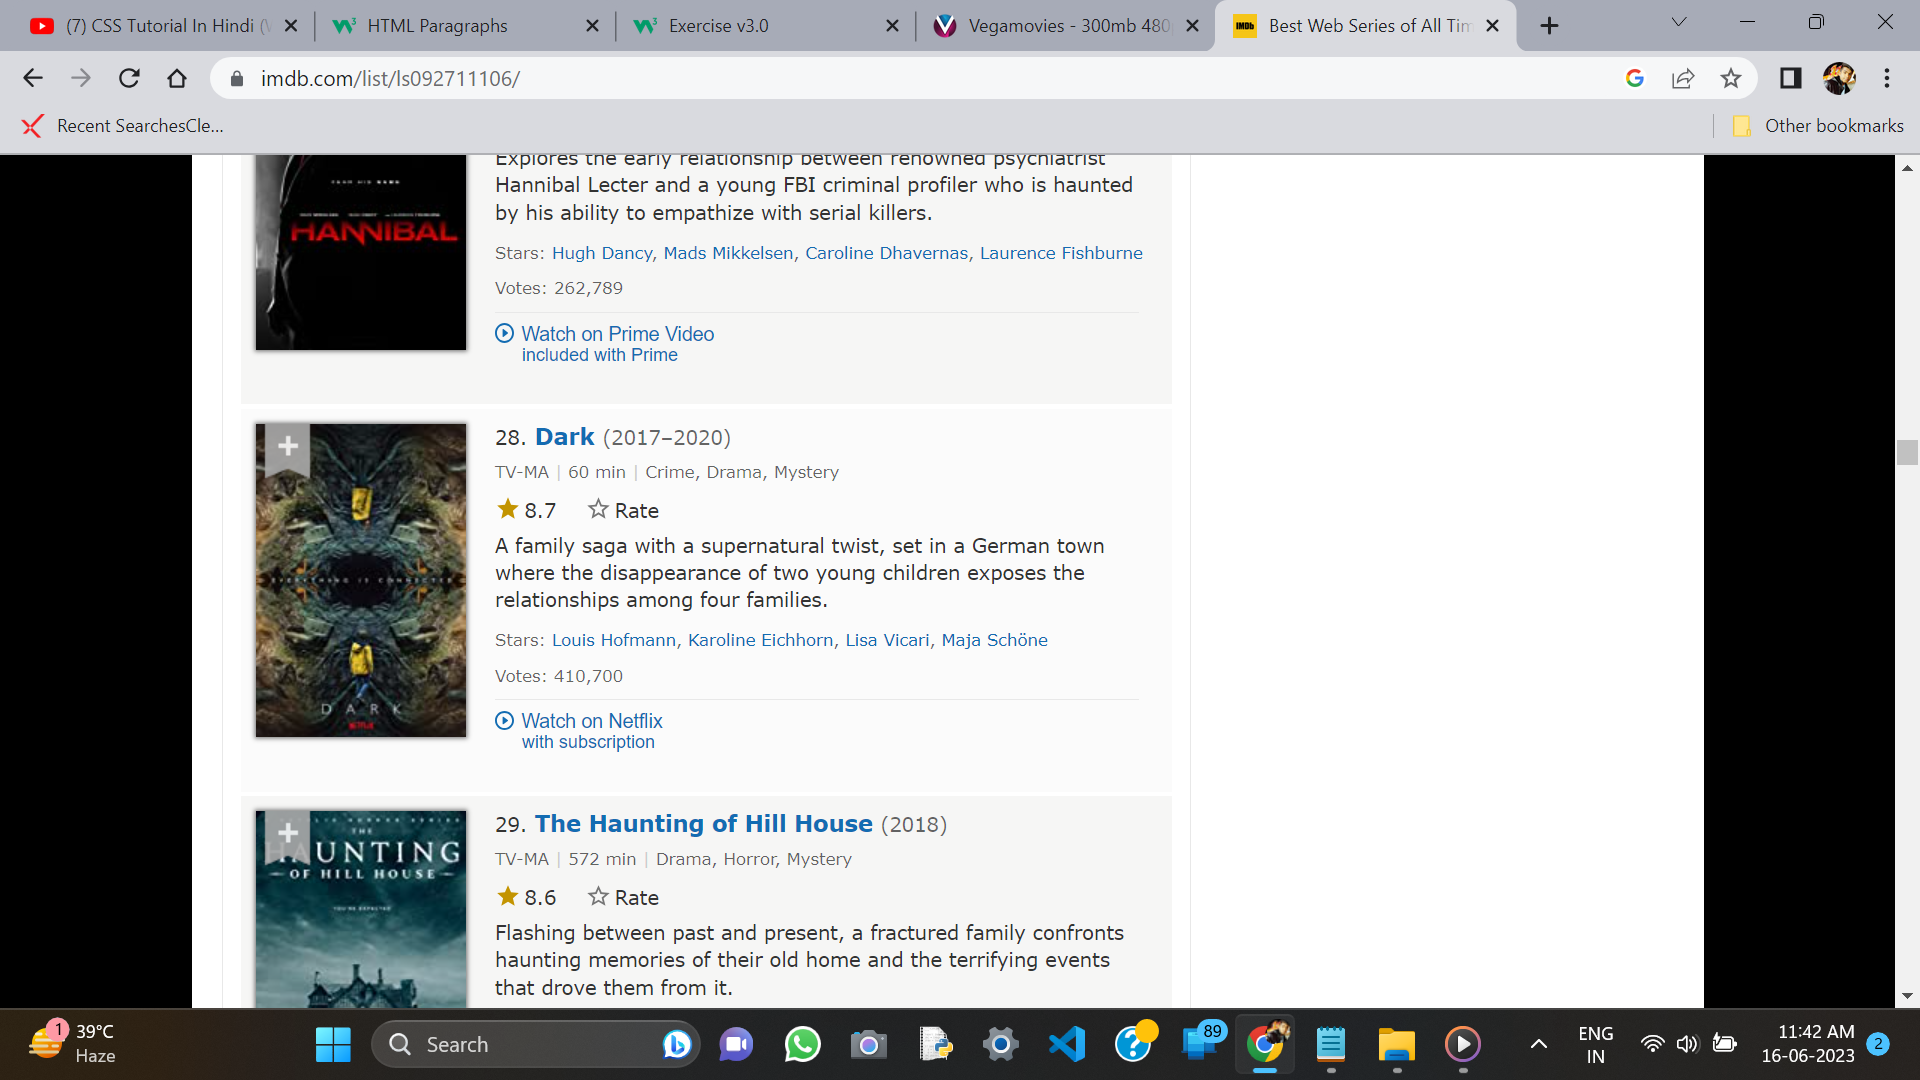 (7) CSS Tutorial In Hindi (
HTML Paragraphs
Exercise v3.0
Vegamovies - 300mb 480
IMDb Best Web Series of All Tim
imdb.com/list/ls092711106/
Recent SearchesCle...
Other bookmarks
Explores the early relationship between renowned psychiatrist
Hannibal Lecter and a young FBI criminal profiler who is haunted
by his ability to empathize with serial killers.
HANNIBAL
Stars: Hugh Dancy, Mads Mikkelsen, Caroline Dhavernas, Laurence Fishburne
Votes: 262,789
Watch on Prime Video
included with Prime
28. Dark (2017–2020)
TV-MA | 60 min | Crime, Drama, Mystery
8.7 Rate
A family saga with a supernatural twist, set in a German town
where the disappearance of two young children exposes the
relationships among four families.
EVERYTHING IS CONNECTED
Stars: Louis Hofmann, Karoline Eichhorn, Lisa Vicari, Maja Schöne
Votes: 410,700
DARK
NETFLIX
Watch on Netflix
with subscription
THE
HAUNTING
OF HILL HOUSE
29. The Haunting of Hill House (2018)
TV-MA | 572 min | Drama, Horror, Mystery
8.6 Rate
Flashing between past and present, a fractured family confronts
haunting memories of their old home and the terrifying events
that drove them from it.
1
39°C
Haze
Search
89
ENG
IN
11:42 AM
16-06-2023
2